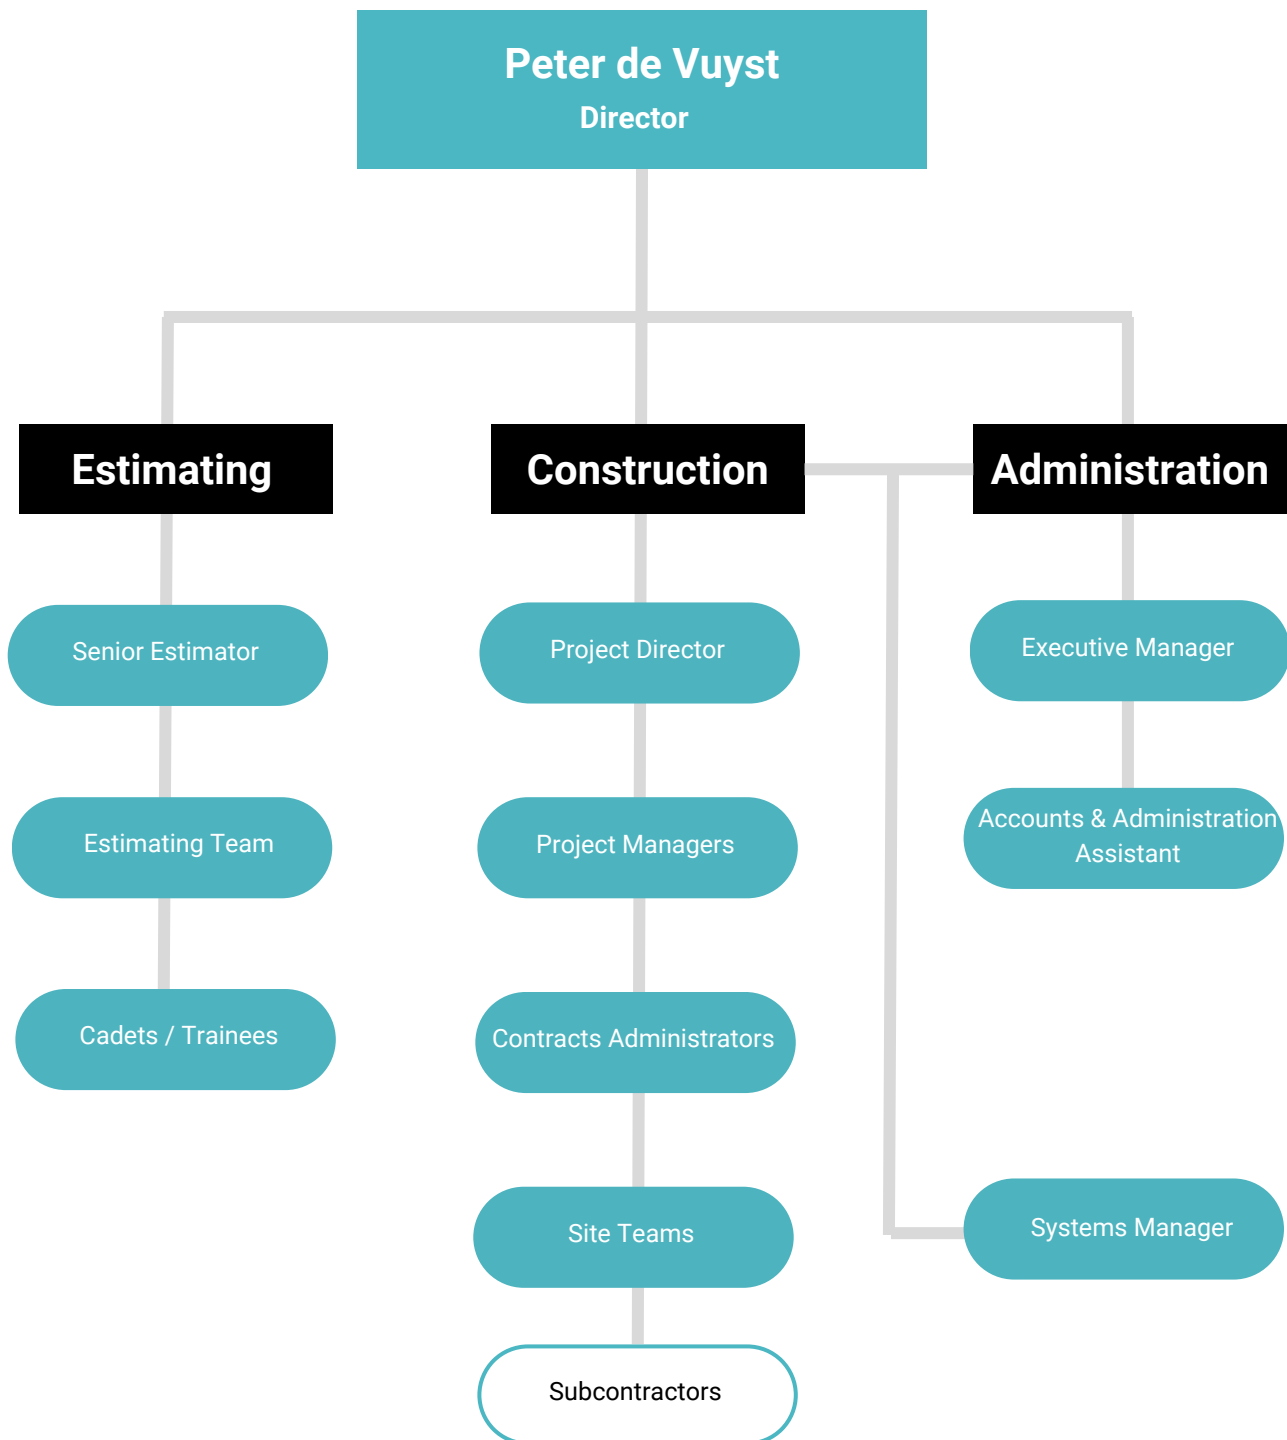 Peter de Vuyst
Director
Estimating
Construction
Administration
Senior Estimator
Project Director
Executive Manager
Estimating Team
Project Managers
Accounts & Administration
Assistant
Cadets / Trainees
Contracts Administrators
Site Teams
Systems Manager
Subcontractors